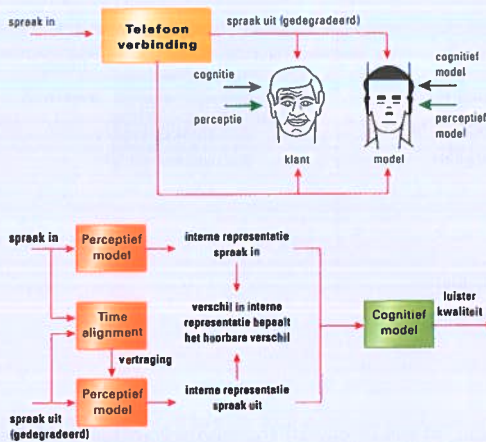 spraak in
Telefoon
verbinding
spraak uit (gedegradeerd)
cognitie
perceptie
cognitief
model
perceptief
model
klant
model
spraak in
Perceptief
model
interne representatie
spraak in
Time
alignment
verschil in interne
representatie bepaalt
het hoorbare verschil
Cognitief
model
luister
kwaliteit
vertraging
Perceptief
model
interne representatie
spraak uit
spraak uit
(gedegradeerd)